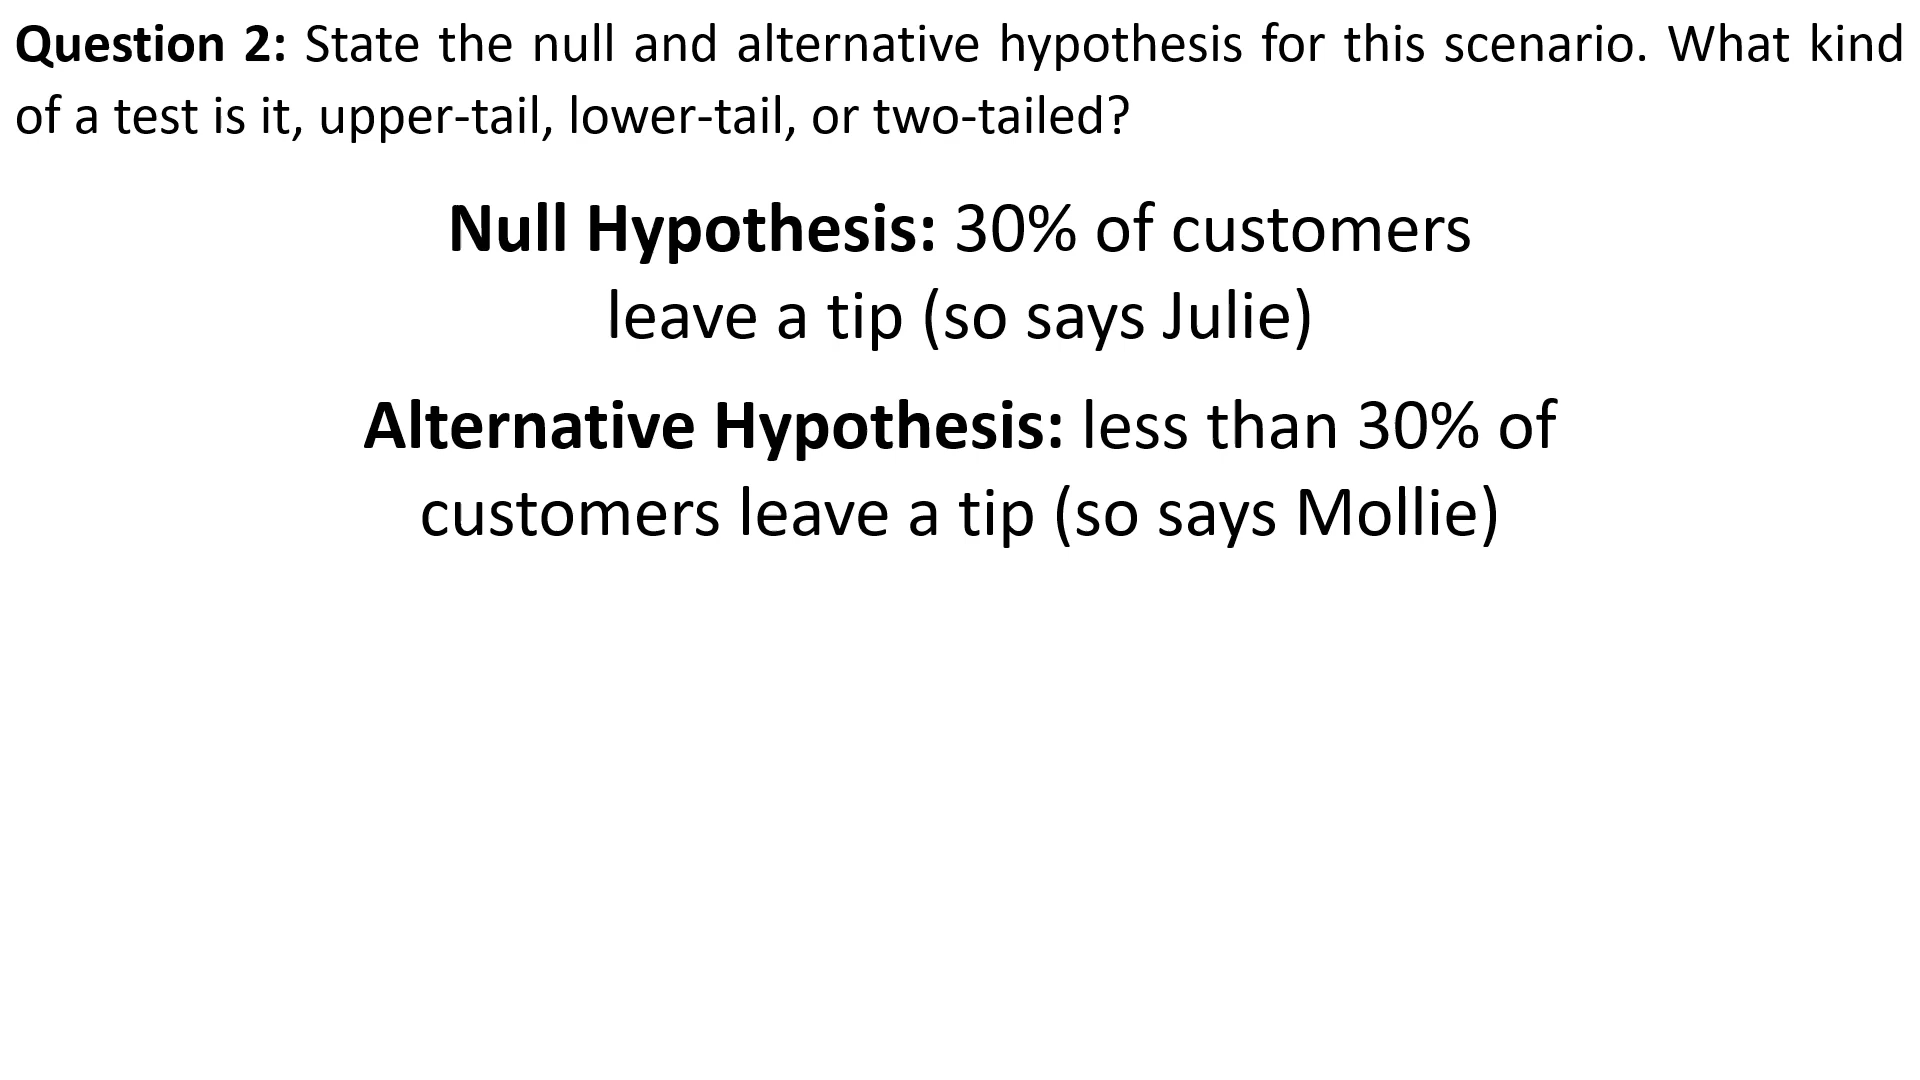 Question 2: State the null and alternative hypothesis for this scenario. What kind
of a test is it, upper-tail, lower-tail, or two-tailed?
Null Hypothesis: 30% of customers
leave a tip (so says Julie)
Alternative Hypothesis: less than 30% of
customers leave a tip (so says Mollie)